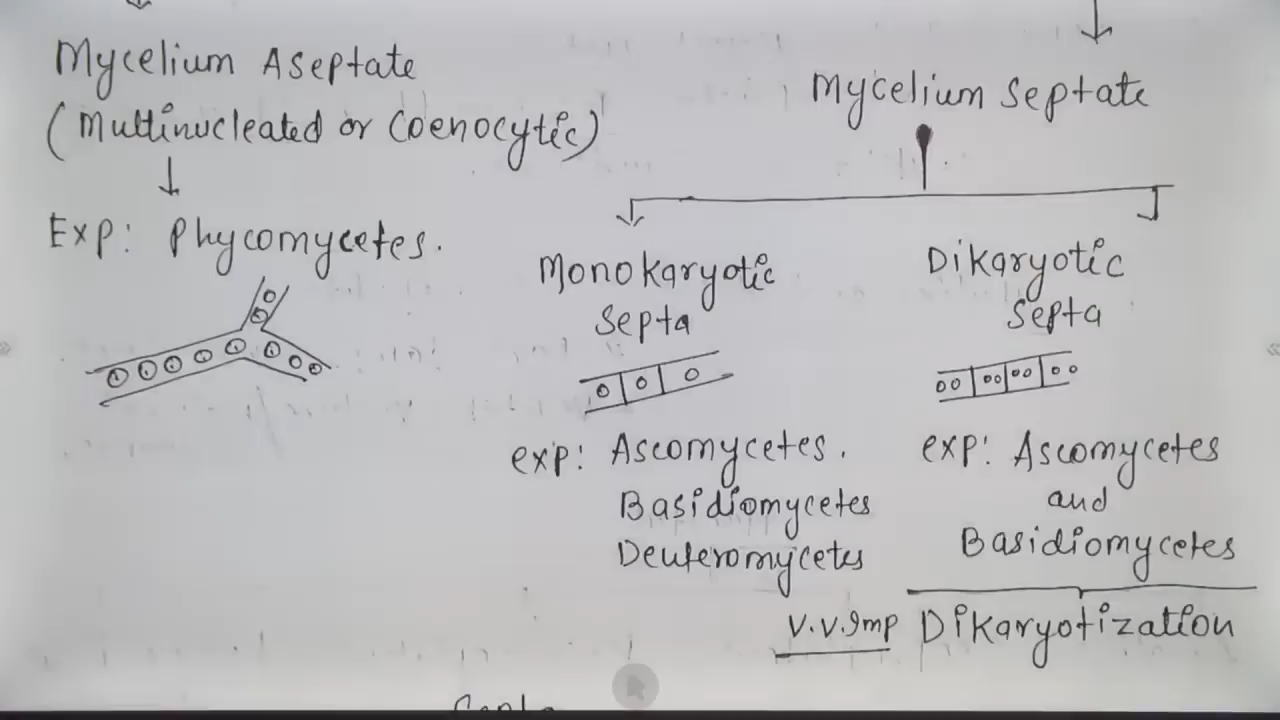 Mycelium Aseptate
(Multinucleated or Coenocytic)
Exp: Phycomycetes.
Mycelium Septate
Monokaryotic
Septa
exp: Ascomycetes.
Basidiomycetes
Deuteromycetes
Dikaryotic
Septa
exp: Ascomycetes
and
Basidiomycetes
V.V.Imp Dikaryotization